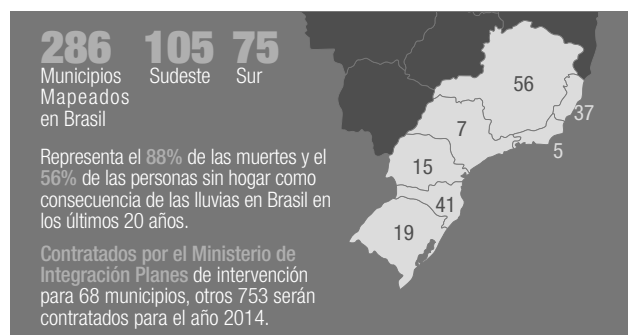 286 105 75
Municipios Sudeste Sur
Mapeados
en Brasil
Representa el 88% de las muertes y el
56% de las personas sin hogar como
consecuencia de las lluvias en Brasil en
los últimos 20 años.
Contratados por el Ministerio de
Integración Planes de intervención
para 68 municipios, otros 753 serán
contratados para el año 2014.
56
37
7
5
15
41
19